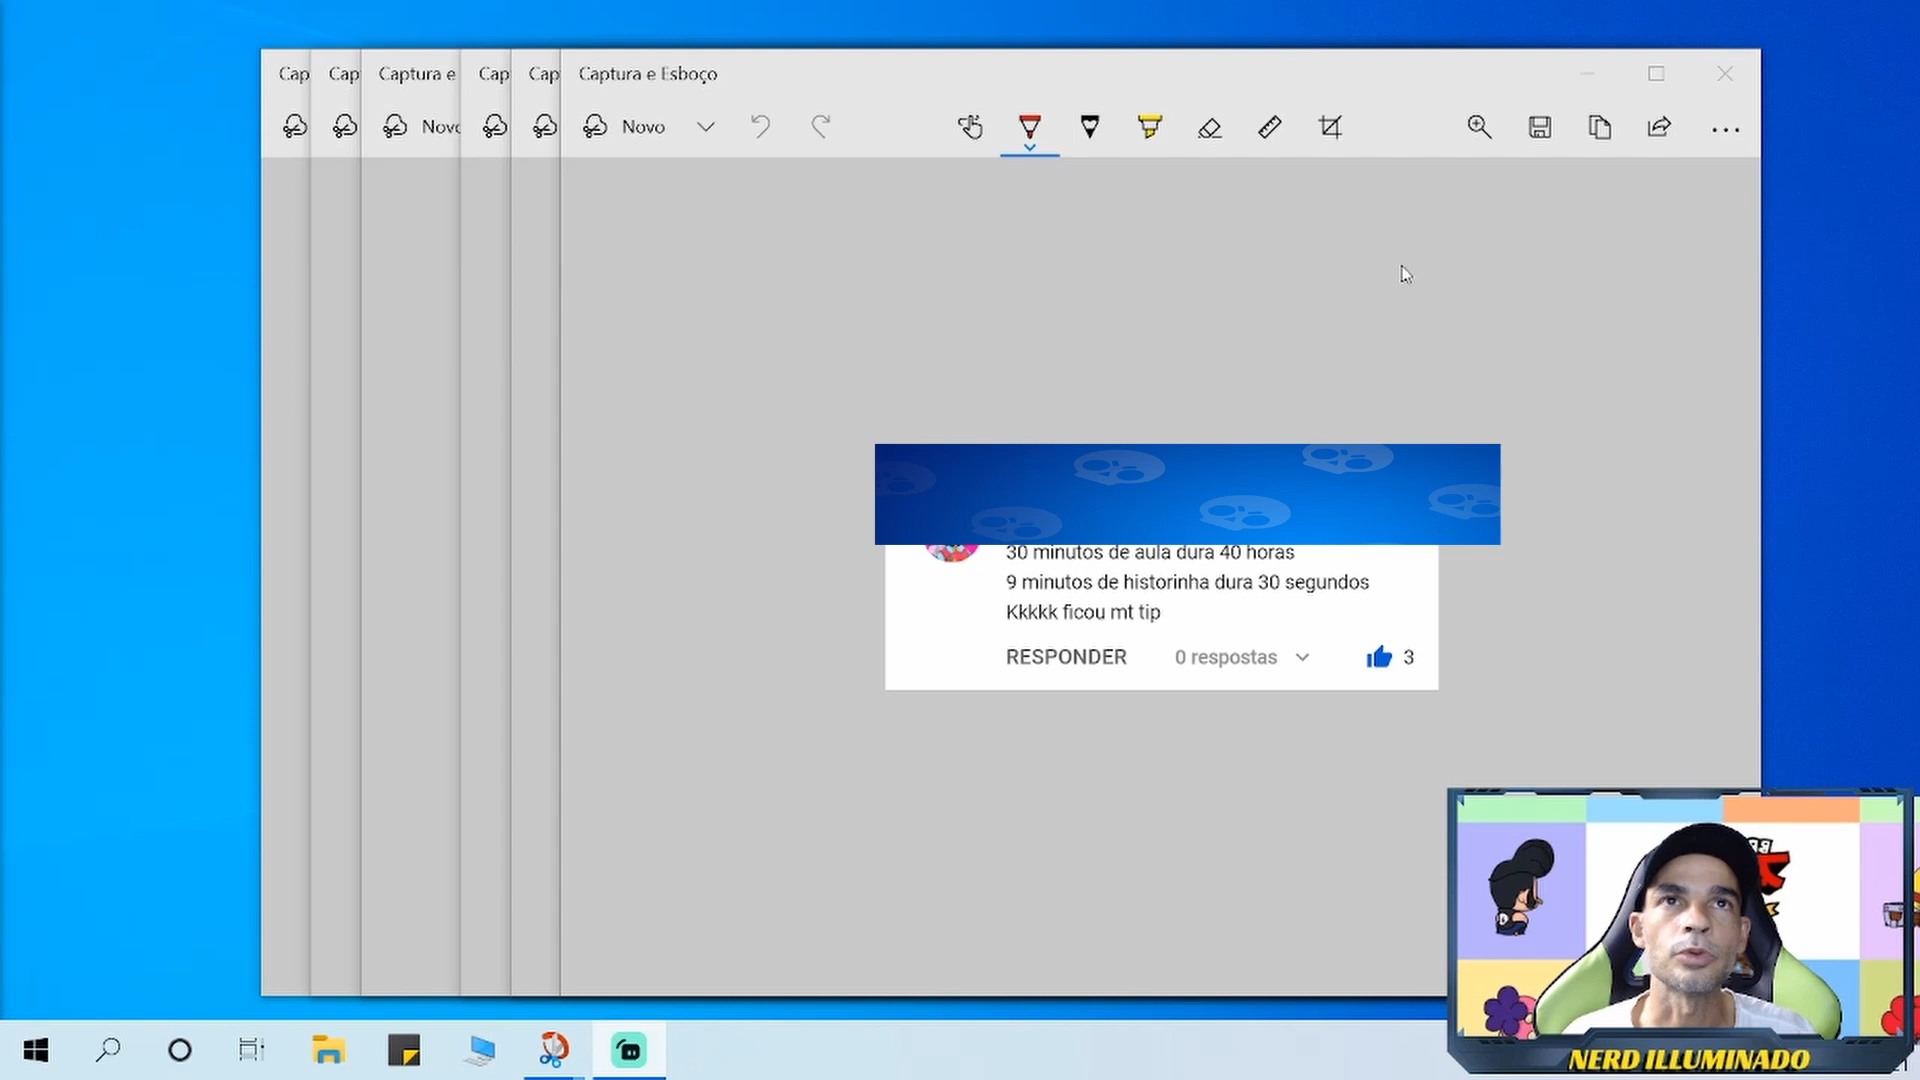 Cap
Cap
Captura e
Cap
Cap
Captura e Esboço
Novo
30 minutos de aula dura 40 horas
9 minutos de historinha dura 30 segundos
Kkkkk ficou mt tip
RESPONDER
0 respostas
3
NERD ILLUMINADO